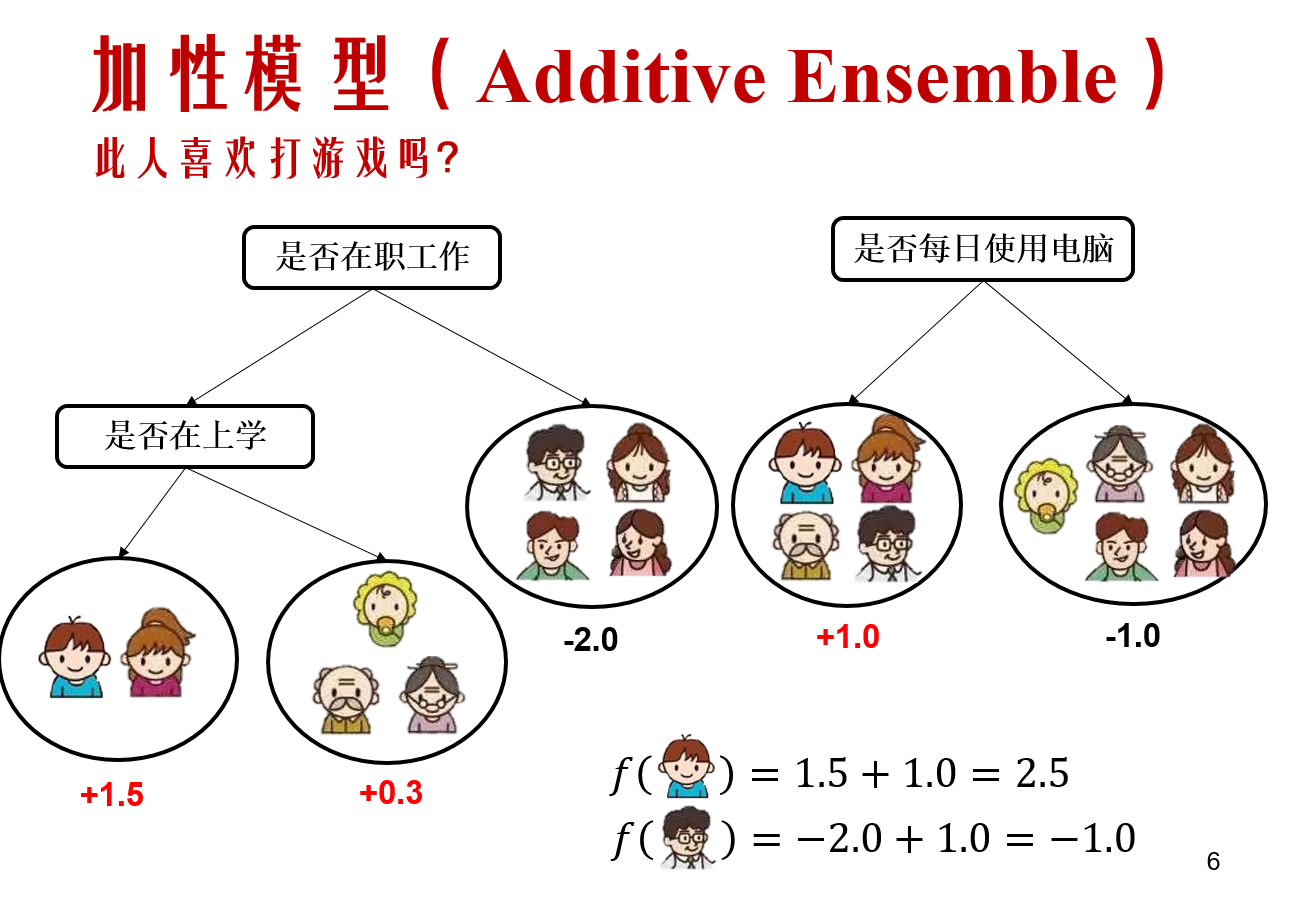 加性模型（Additive Ensemble）
此人喜欢打游戏吗?
是否在职工作
是否每日使用电脑
是否在上学
-2.0
+1.0
-1.0
+1.5
+0.3
f( ) = 1.5 + 1.0 = 2.5
f( ) = −2.0 + 1.0 = −1.0
6